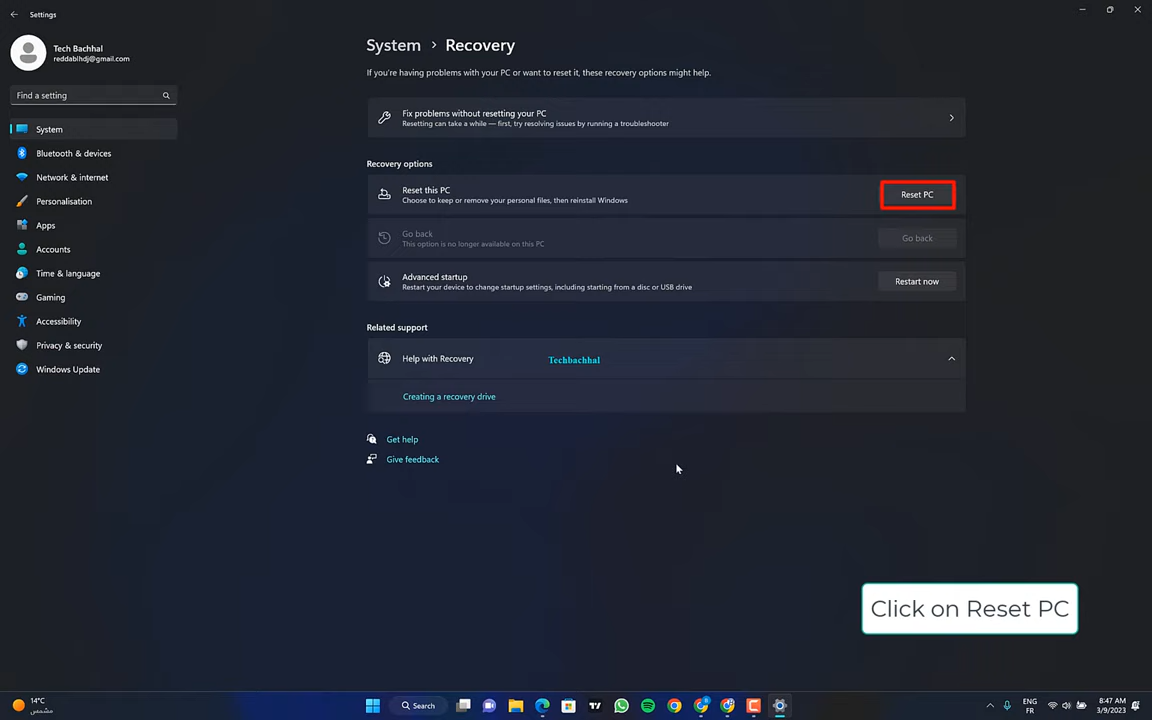 Settings
Tech Bachhal
reddablhdj@gmail.com
Find a setting
System
Bluetooth & devices
Network & internet
Personalisation
Apps
Accounts
Time & language
Gaming
Accessibility
Privacy & security
Windows Update
System > Recovery
If you're having problems with your PC or want to reset it, these recovery options might help.
Fix problems without resetting your PC
Resetting can take a while — first, try resolving issues by running a troubleshooter
Recovery options
Reset this PC
Choose to keep or remove your personal files, then reinstall Windows
Reset PC
Go back
This option is no longer available on this PC
Go back
Advanced startup
Restart your device to change startup settings, including starting from a disc or USB drive
Restart now
Related support
Help with Recovery
Techbachhal
Creating a recovery drive
Get help
Give feedback
Click on Reset PC
14°C
مشمس
Search
ENG
FR
8:47 AM
3/9/2023